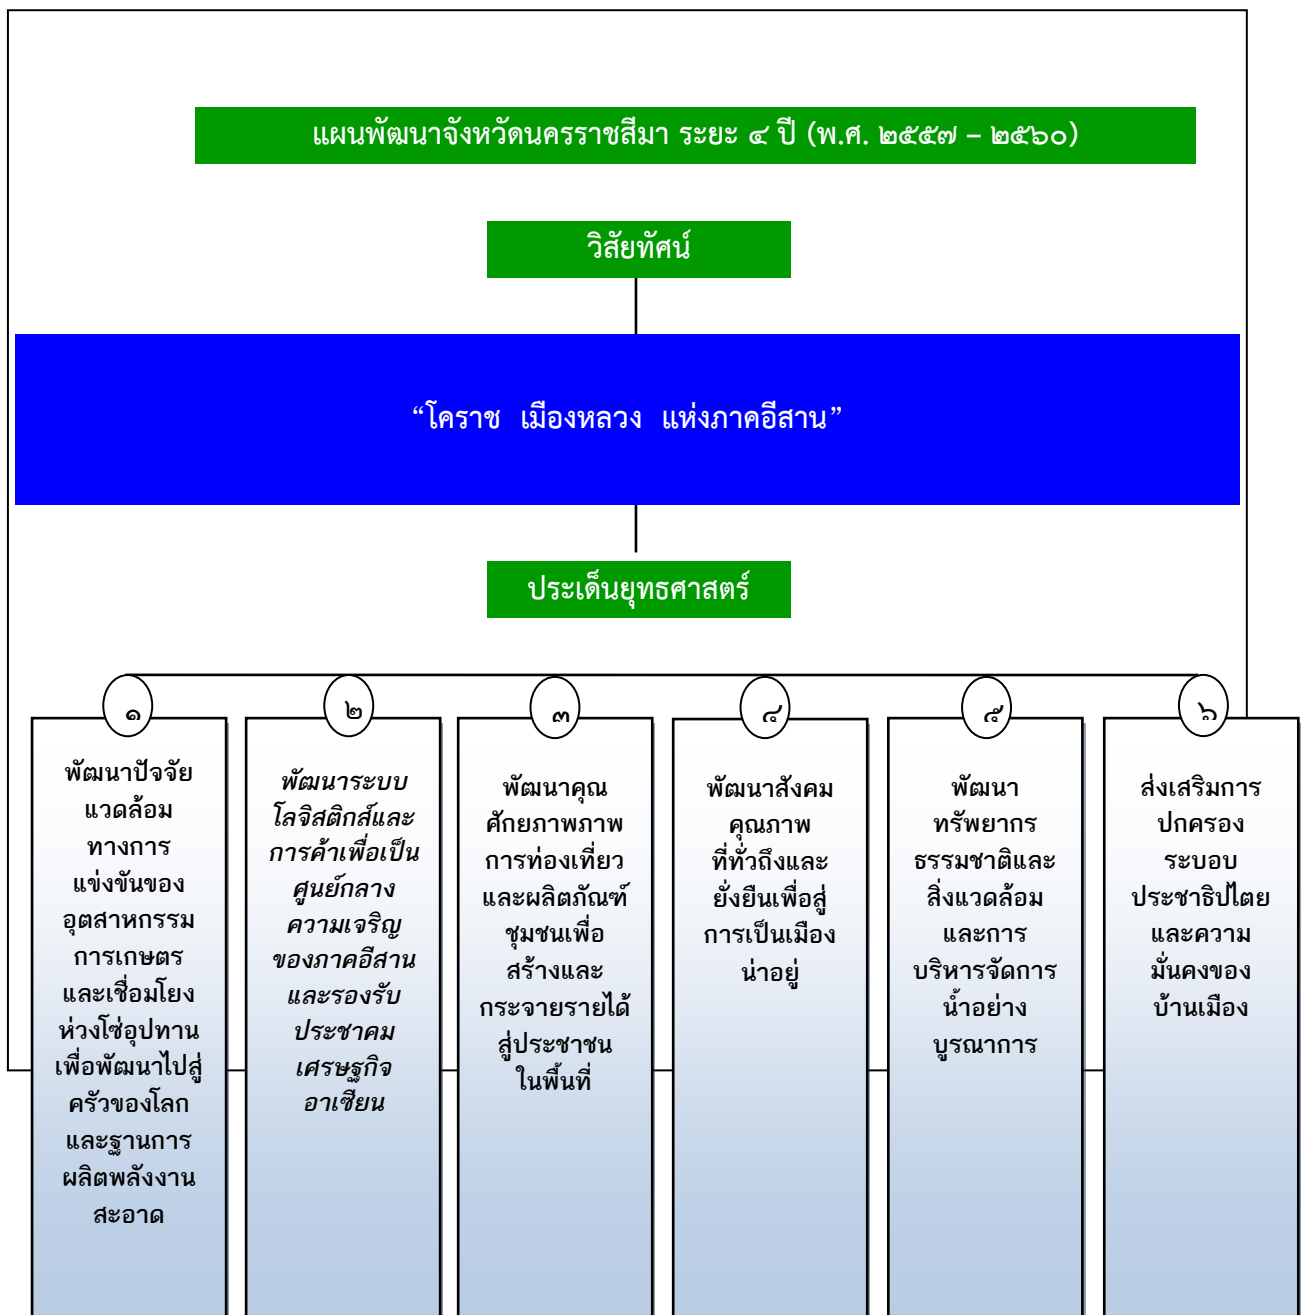 แผนพัฒนาจังหวัดนครราชสีมา ระยะ ๔ ปี (พ.ศ. ๒๕๕๗ – ๒๕๖๐)
วิสัยทัศน์
“โคราช เมืองหลวง แห่งภาคอีสาน”
ประเด็นยุทธศาสตร์
๑
พัฒนาปัจจัย
แวดล้อม
ทางการ
แข่งขันของ
อุตสาหกรรม
การเกษตร
และเชื่อมโยง
ห่วงโซ่อุปทาน
เพื่อพัฒนาไปสู่
ครัวของโลก
และฐานการ
ผลิตพลังงาน
สะอาด
๒
พัฒนาระบบ
โลจิสติกส์และ
การค้าเพื่อเป็น
ศูนย์กลาง
ความเจริญ
ของภาคอีสาน
และรองรับ
ประชาคม
เศรษฐกิจ
อาเซียน
๓
พัฒนาคุณ
ศักยภาพภาพ
การท่องเที่ยว
และผลิตภัณฑ์
ชุมชนเพื่อ
สร้างและ
กระจายรายได้
สู่ประชาชน
ในพื้นที่
๔
พัฒนาสังคม
คุณภาพ
ที่ทั่วถึงและ
ยั่งยืนเพื่อสู่
การเป็นเมือง
น่าอยู่
๕
พัฒนา
ทรัพยากร
ธรรมชาติและ
สิ่งแวดล้อม
และการ
บริหารจัดการ
น้ำอย่าง
บูรณาการ
๖
ส่งเสริมการ
ปกครอง
ระบอบ
ประชาธิปไตย
และความ
มั่นคงของ
บ้านเมือง